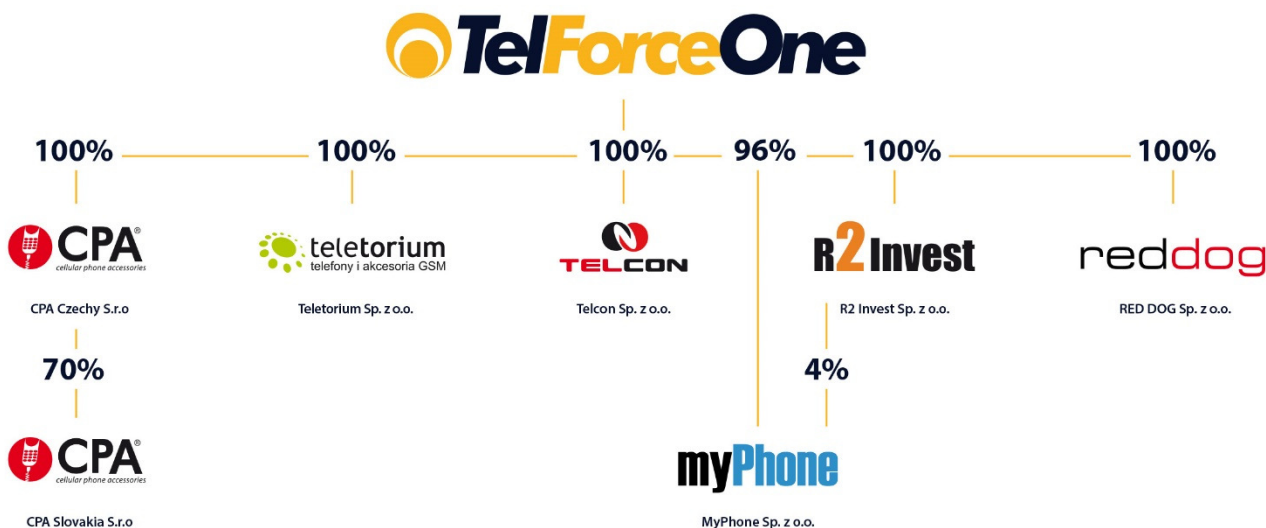 TelForceOne
100% 100% 100% 96% 100% 100%
CPA® teletorium TELCON R2 Invest reddog
cellular phone accessories telefony i akcesoria GSM
CPA Czechy S.r.o Teletorium Sp. z o.o. Telcon Sp. z o.o. R2 Invest Sp. z o.o. RED DOG Sp. z o.o.
70% 4%
CPA® myPhone
cellular phone accessories
CPA Slovakia S.r.o MyPhone Sp. z o.o.